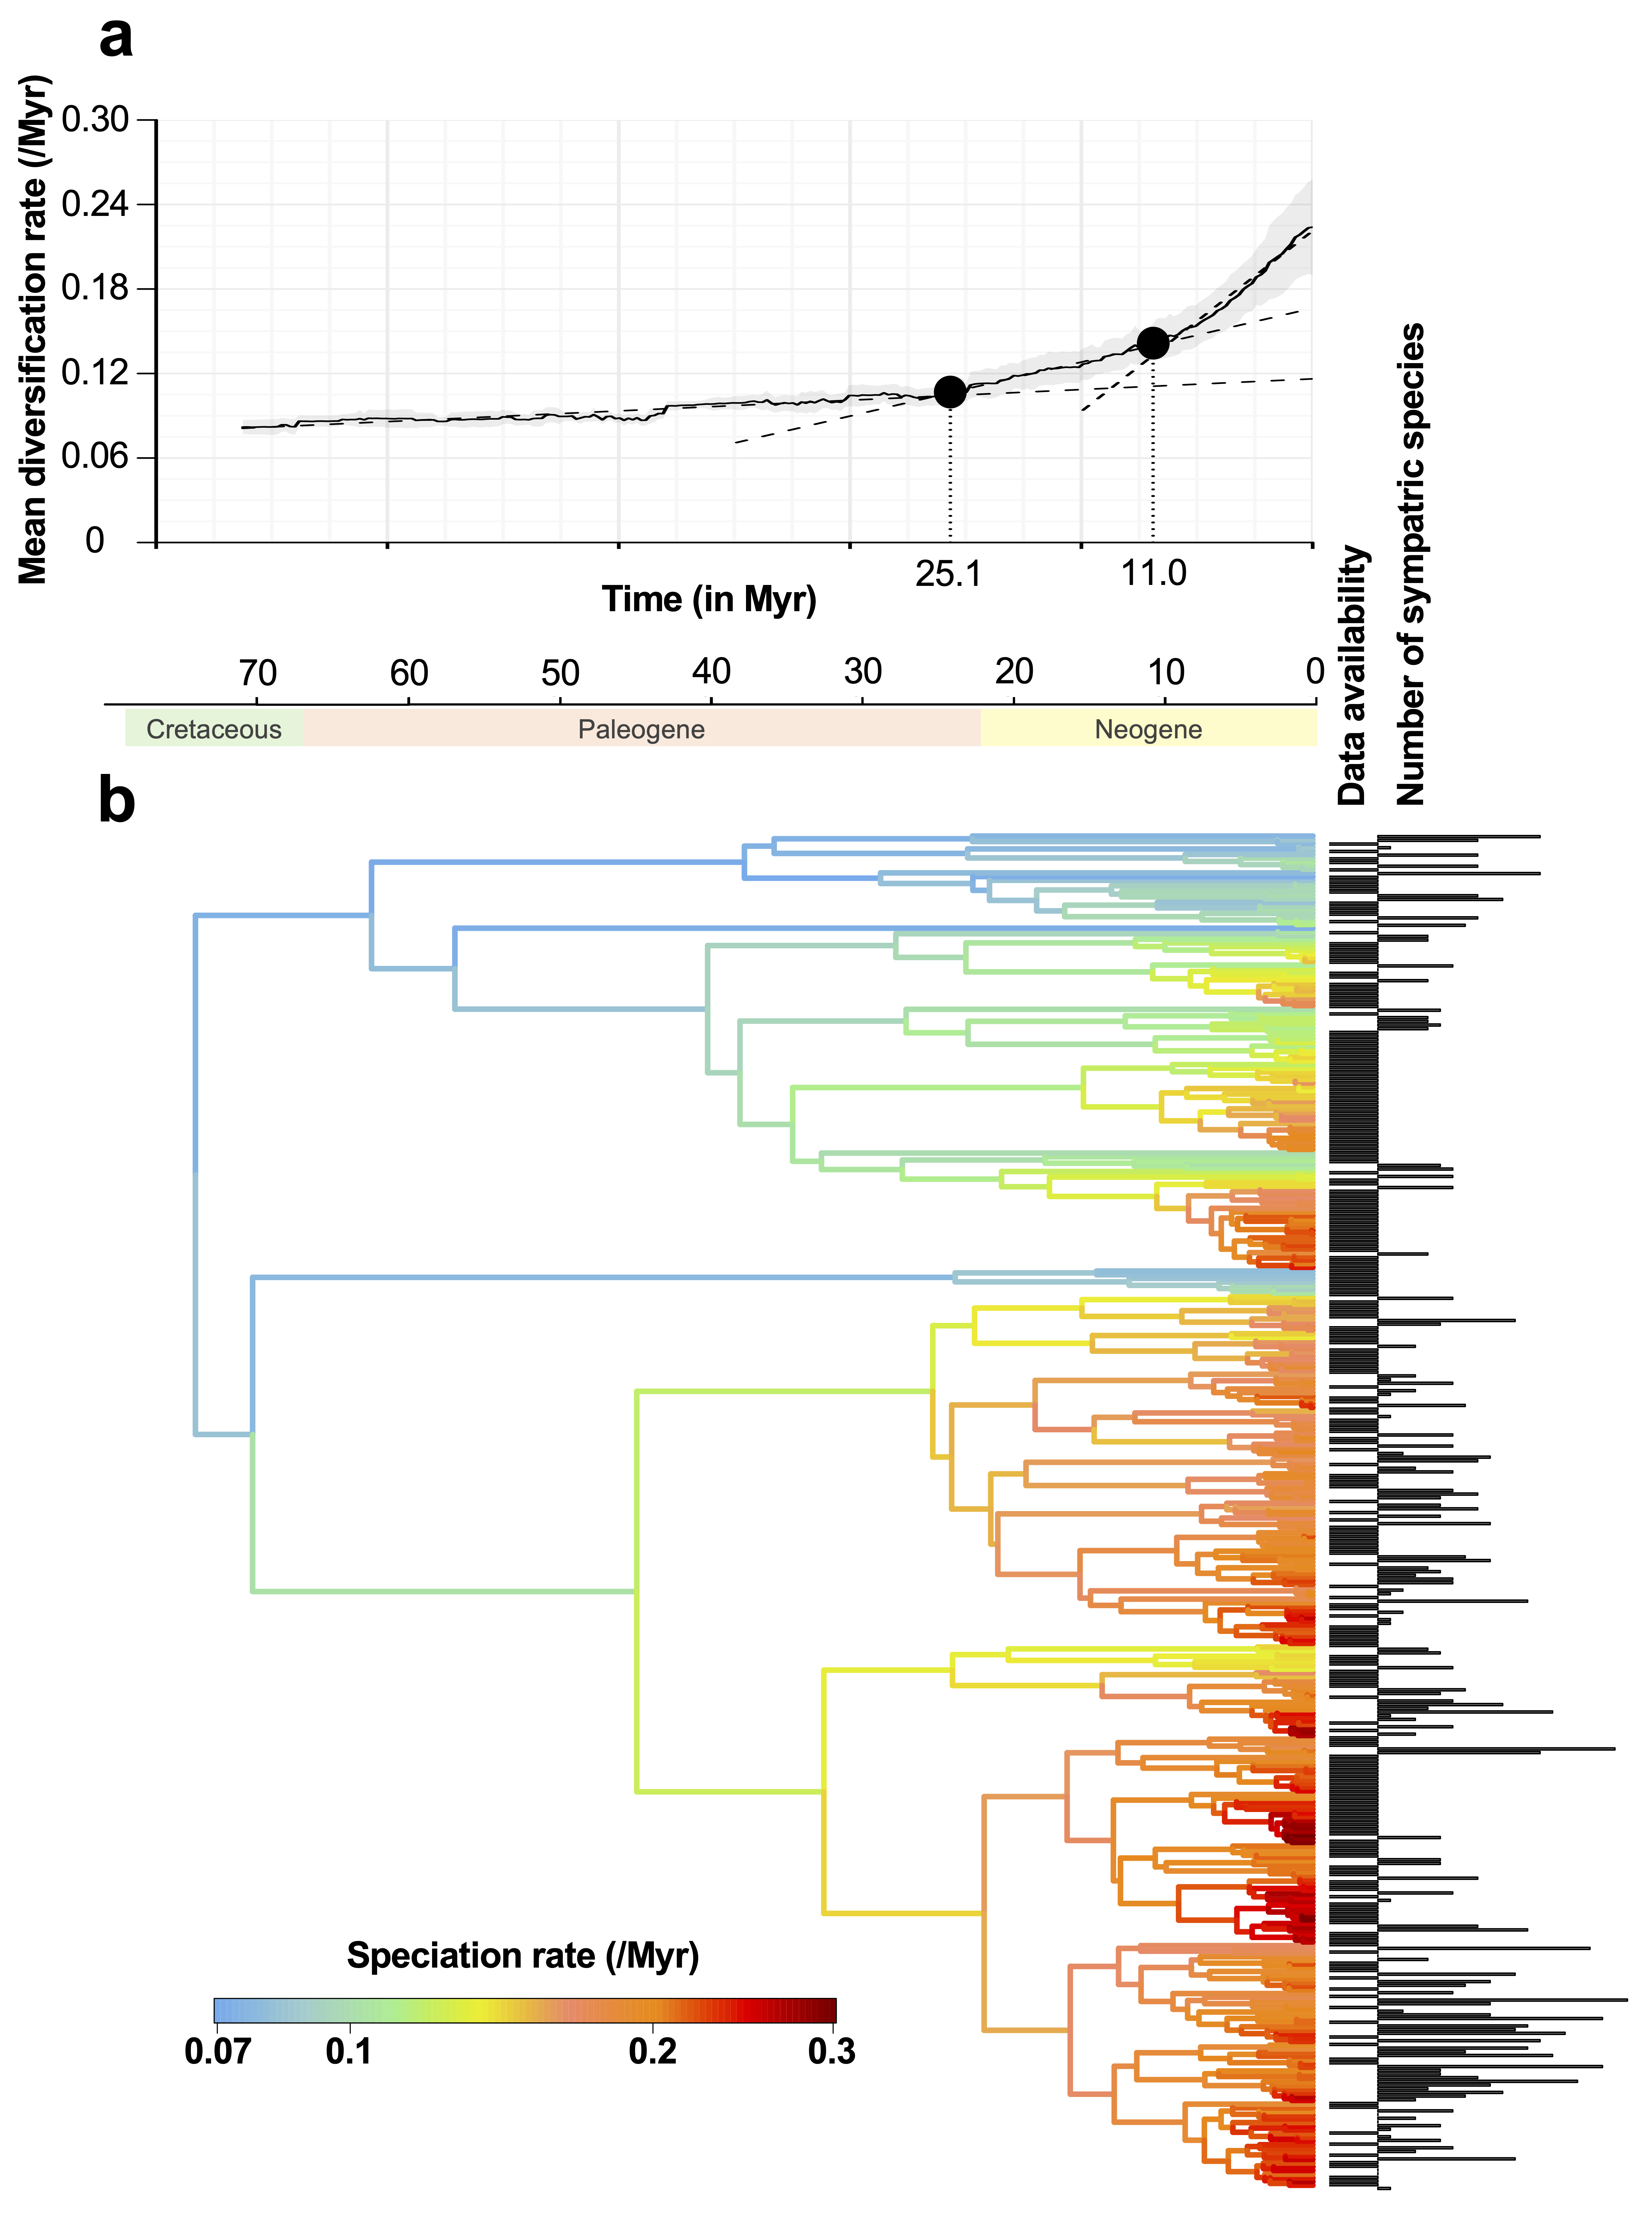 a
Mean diversification rate (/Myr)
0.30
0.24
0.18
0.12
0.06
0
25.1
11.0
Time (in Myr)
70
60
50
40
30
20
10
0
Cretaceous
Paleogene
Neogene
Data availability
Number of sympatric species
b
Speciation rate (/Myr)
0.07
0.1
0.2
0.3